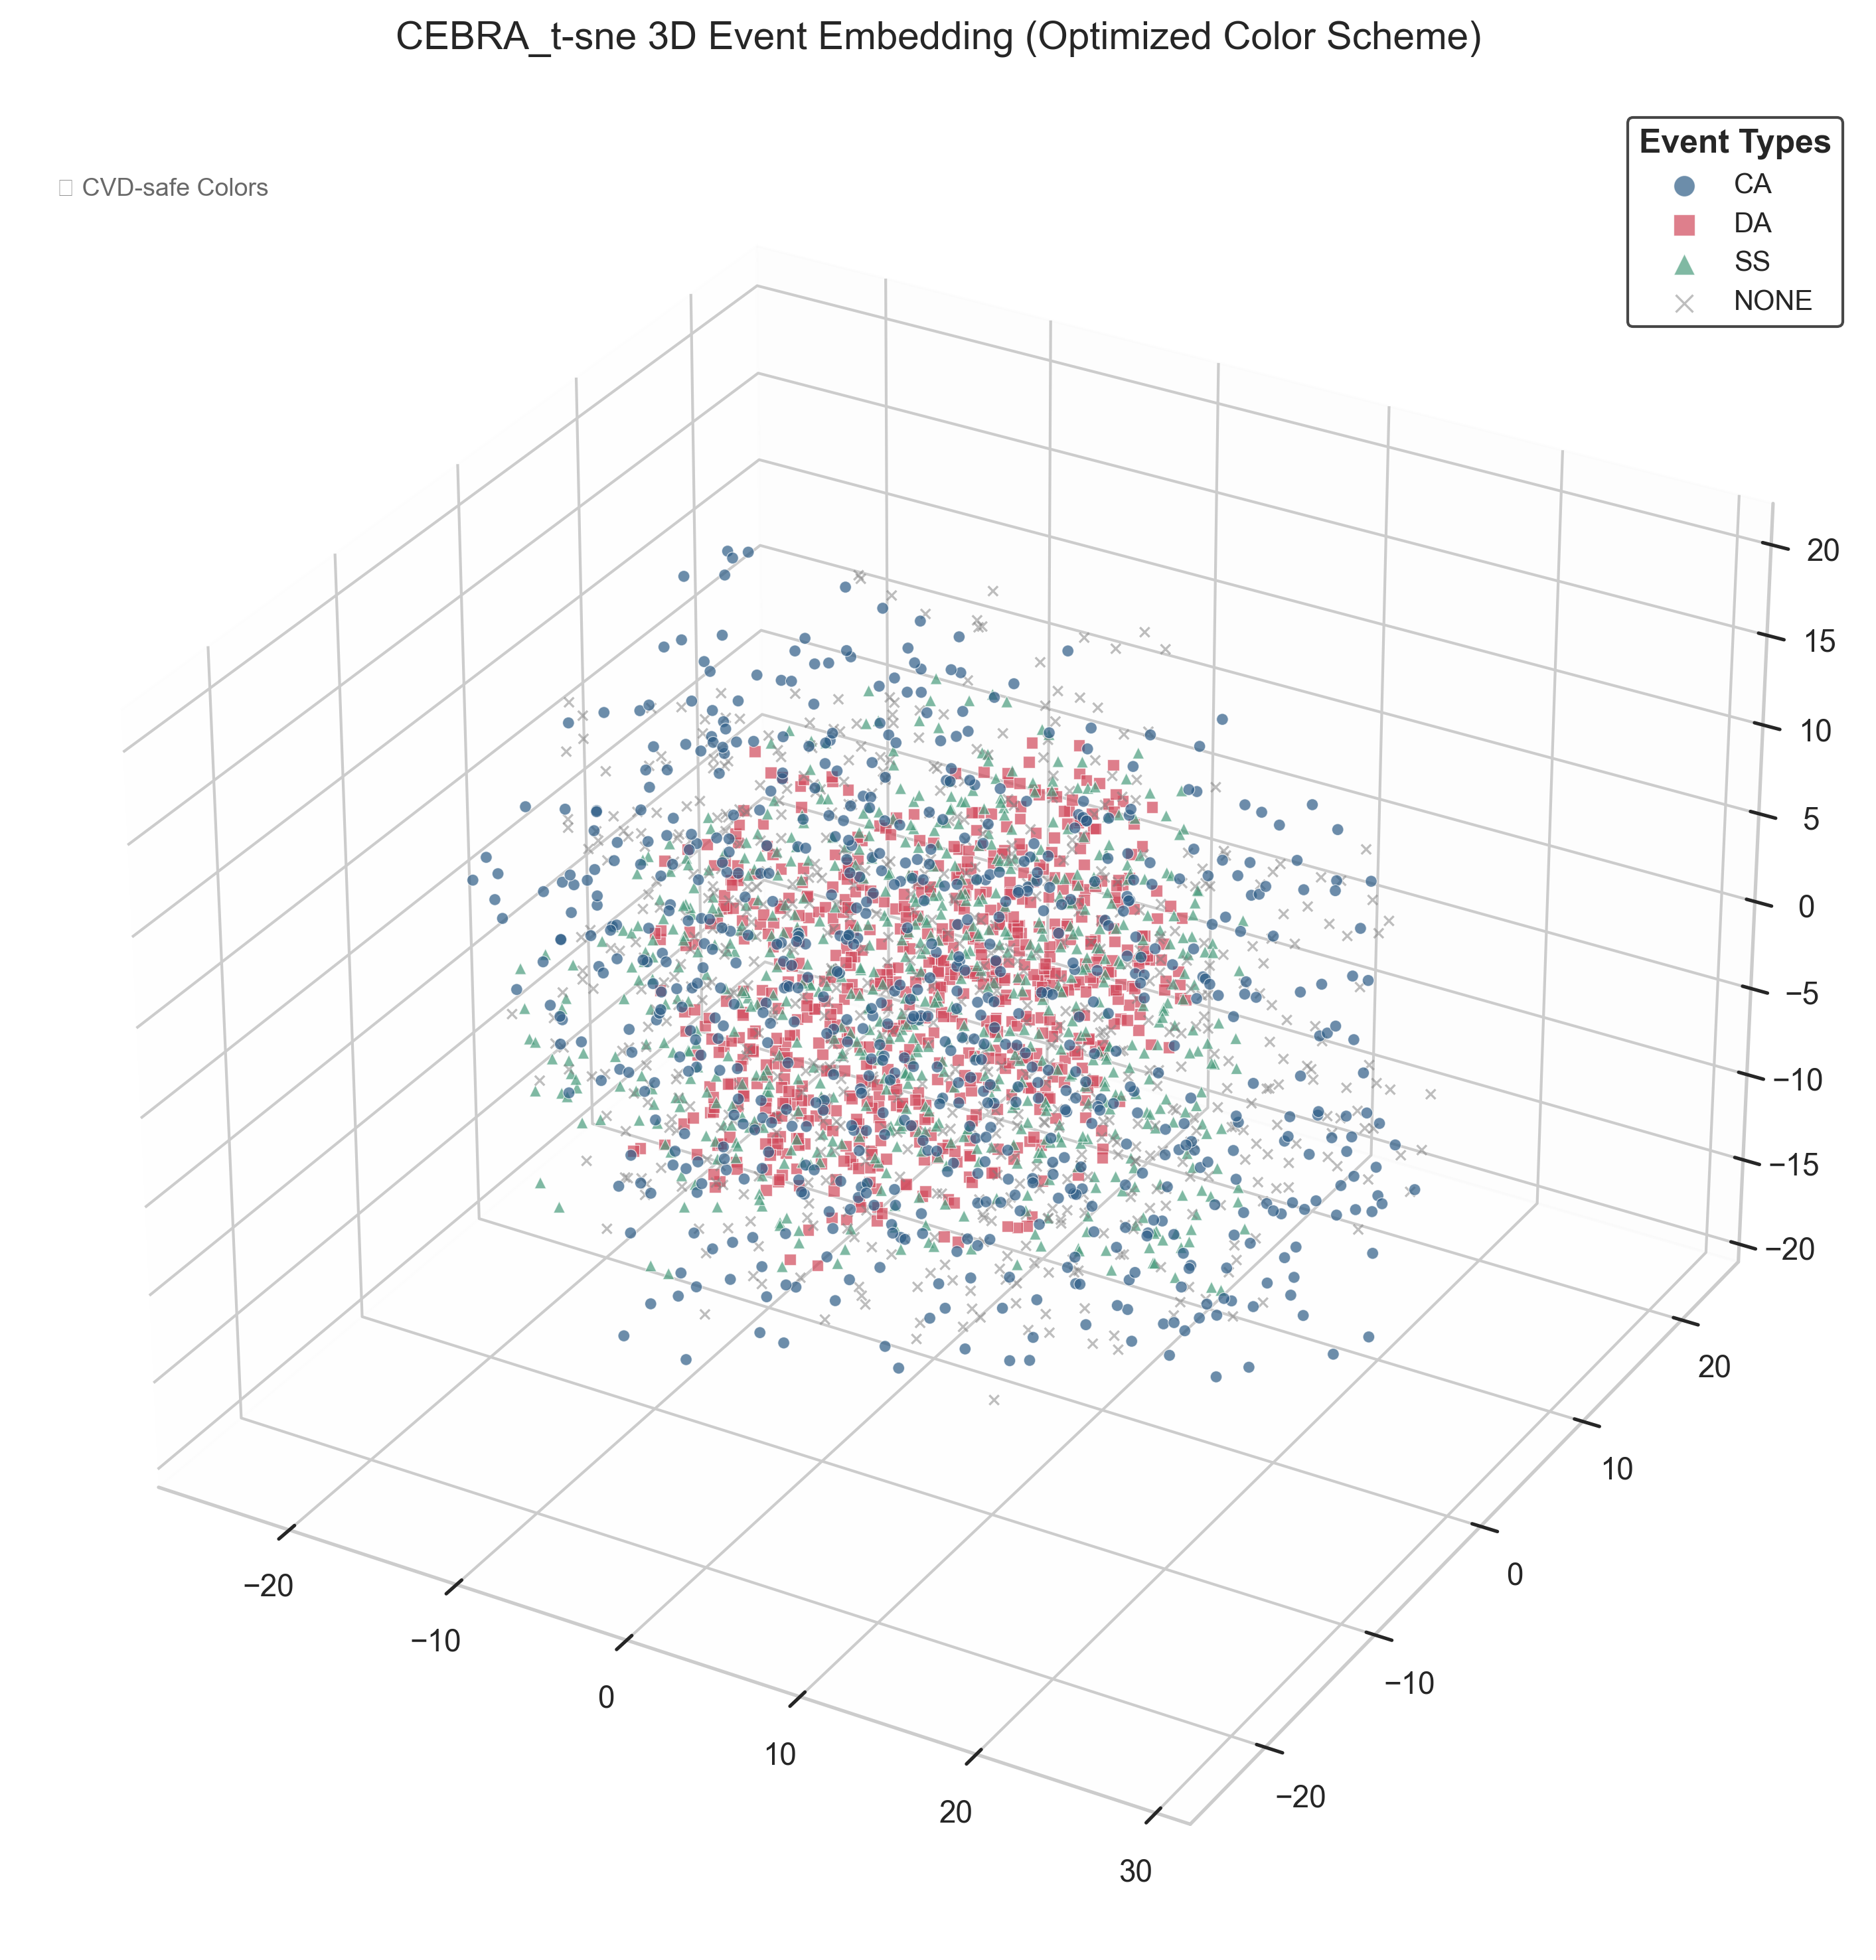 CEBRA_t-sne 3D Event Embedding (Optimized Color Scheme)
Event Types
CA
DA
SS
NONE
CVD-safe Colors
20
15
10
5
0
−5
−10
−15
−20
20
10
0
−10
−20
−20
−10
0
10
20
30